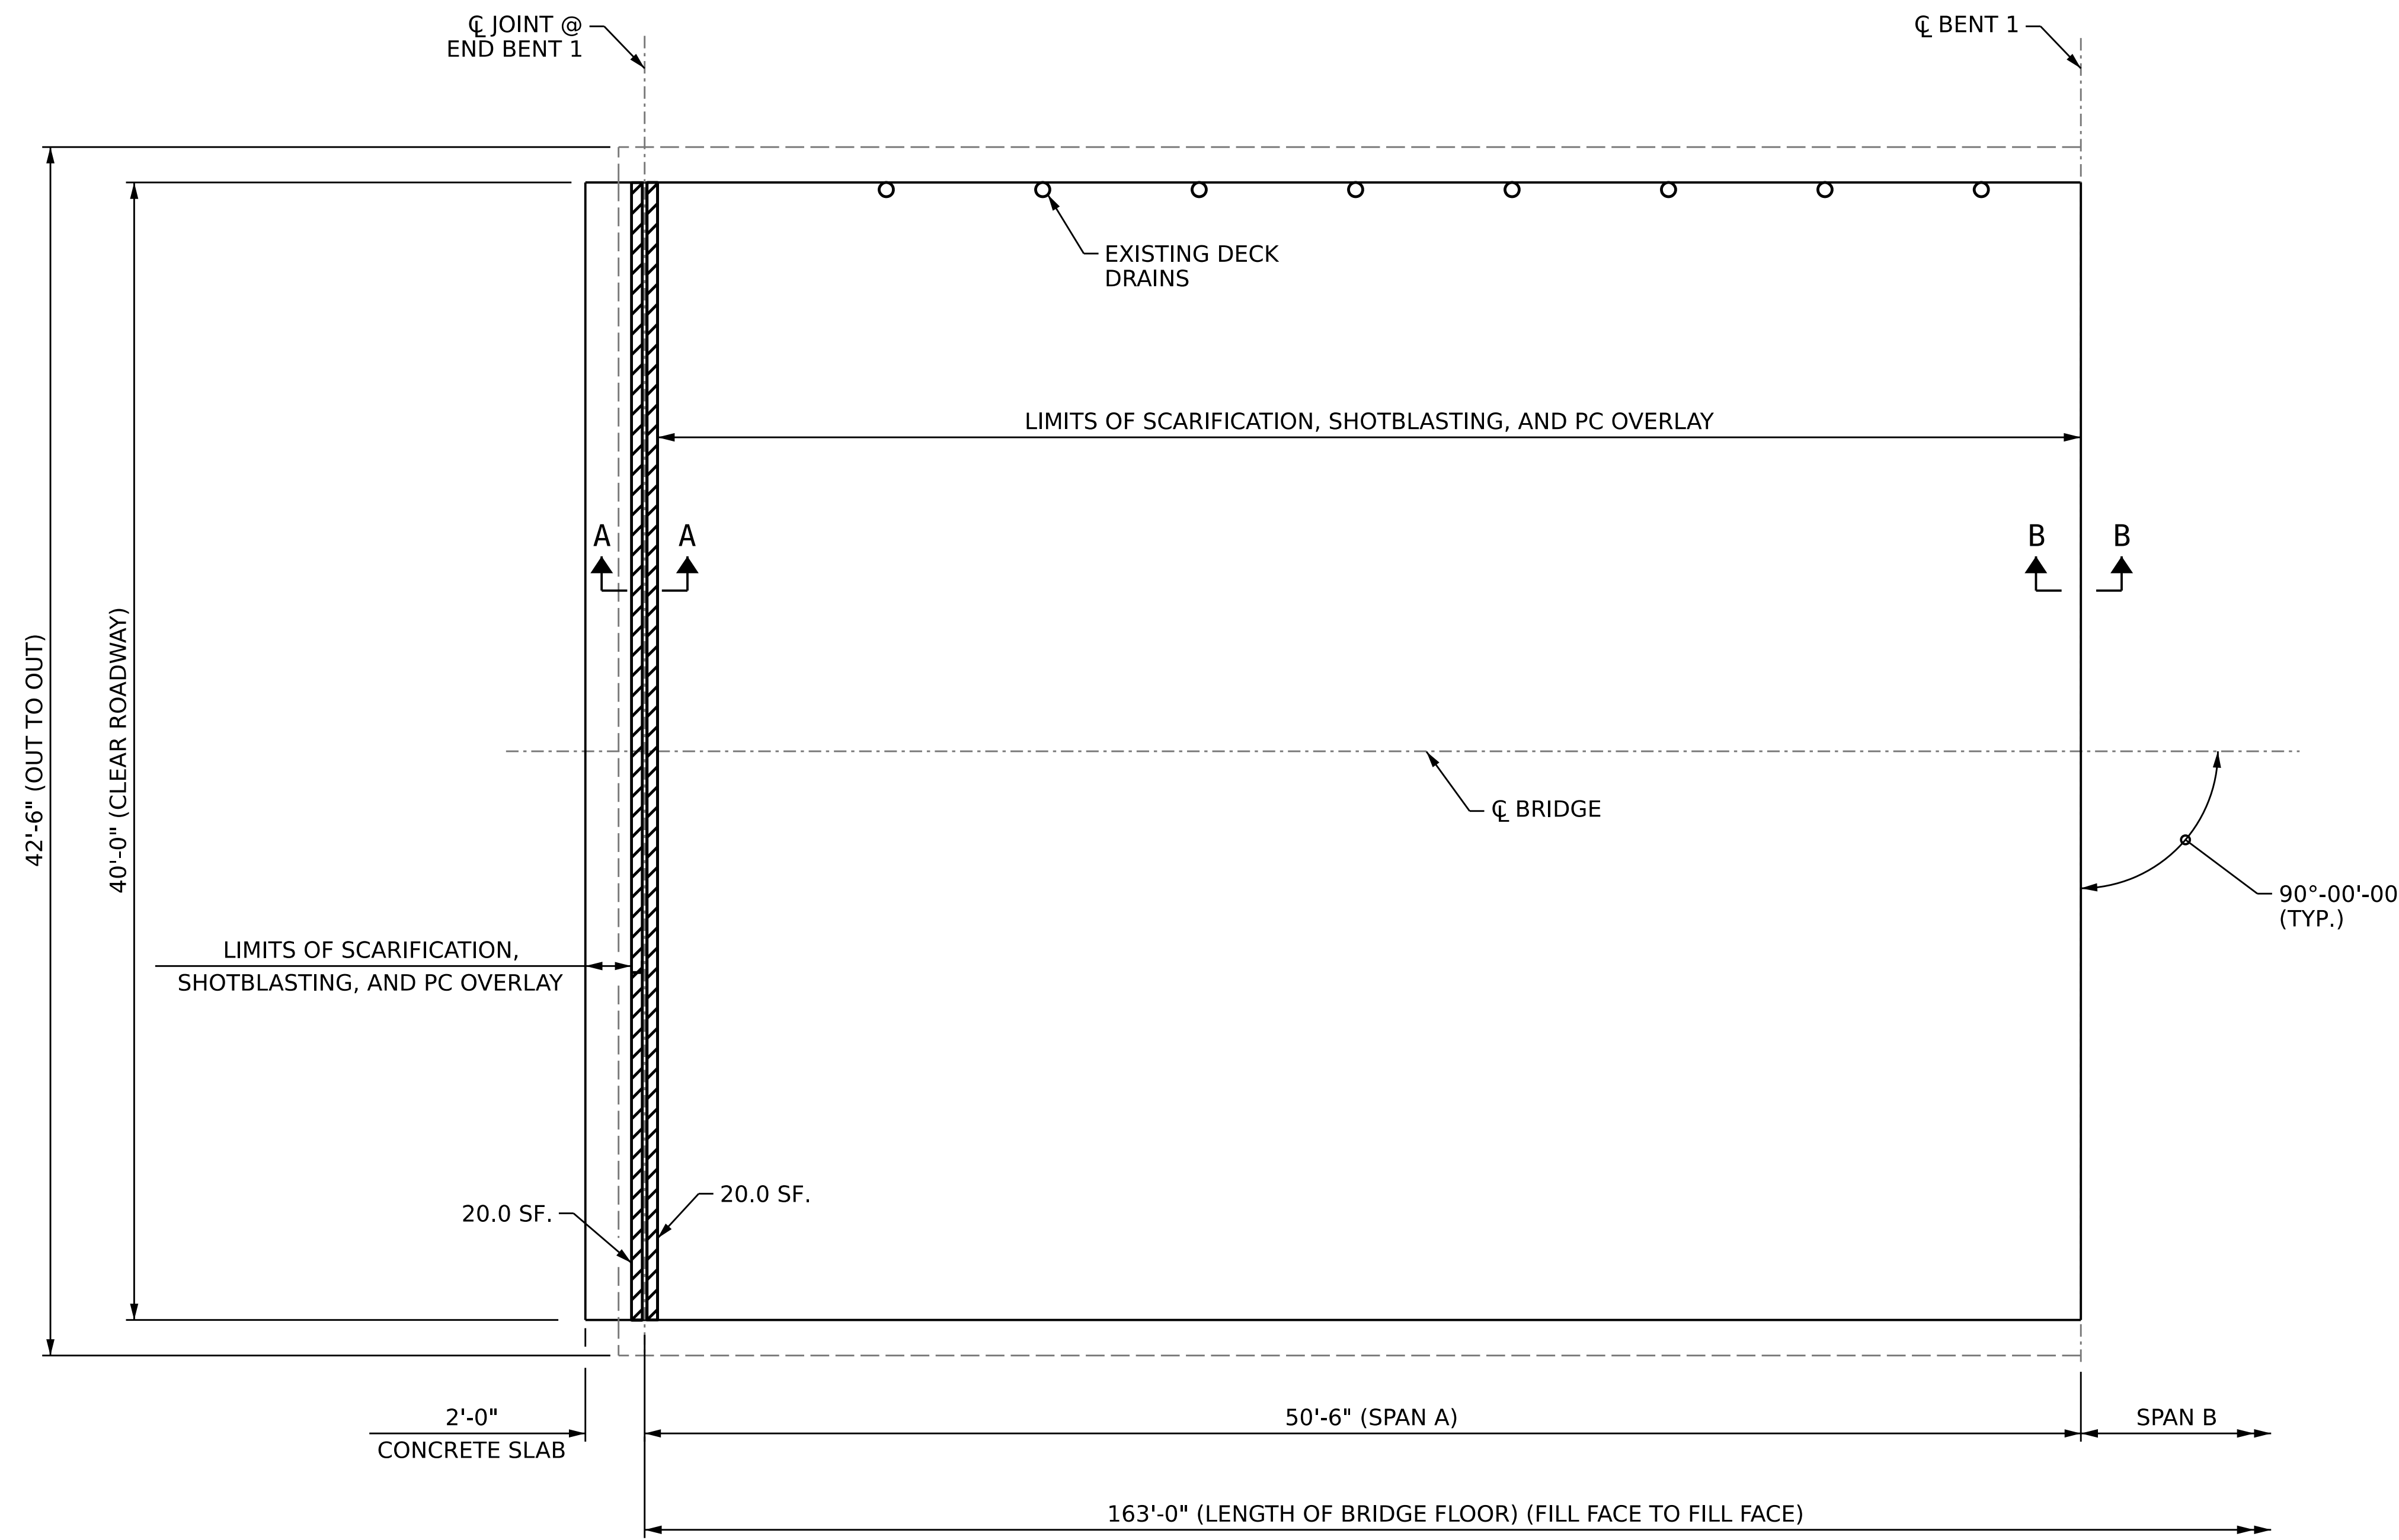 ℄ JOINT @
END BENT 1
℄ BENT 1
EXISTING DECK
DRAINS
LIMITS OF SCARIFICATION, SHOTBLASTING, AND PC OVERLAY
A A
B B
42'-6" (OUT TO OUT)
40'-0" (CLEAR ROADWAY)
℄ BRIDGE
90°-00'-00
(TYP.)
LIMITS OF SCARIFICATION,
SHOTBLASTING, AND PC OVERLAY
20.0 SF.
20.0 SF.
2'-0"
CONCRETE SLAB
50'-6" (SPAN A)
SPAN B
163'-0" (LENGTH OF BRIDGE FLOOR) (FILL FACE TO FILL FACE)